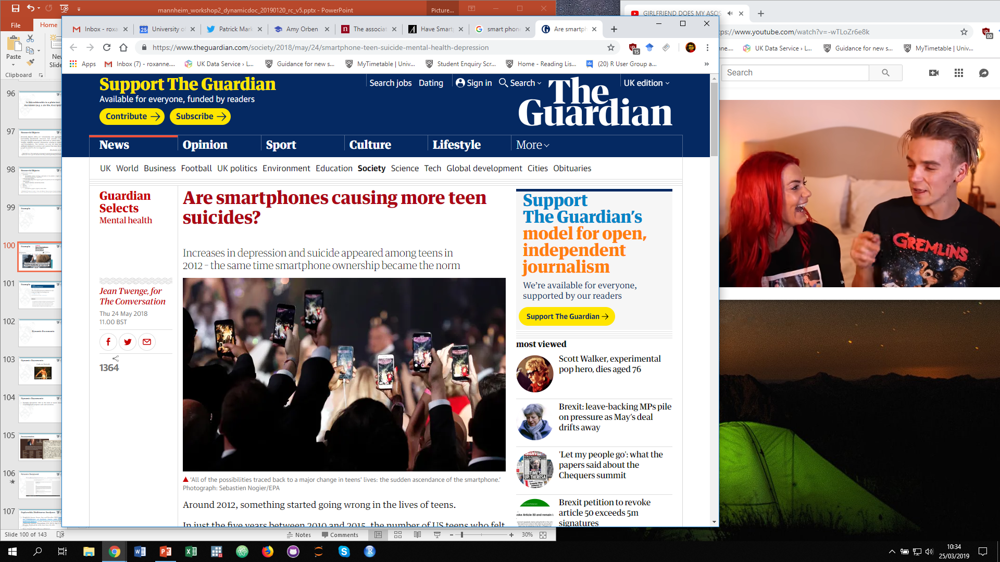 mannheim_workshop2_dynamicdoc_20190120_rc_v5.pptx - PowerPoint
Picture...
File
Home
Paste
New
Slide
Clipboard
96
97
98
99
100
101
102
103
104
105
106
107
Slide 100 of 143
Notes
Comments
30%
Inbox - roxa
University of
Patrick Mark
Amy Orben
The associat
Have Smartp
smart phon
Are smartph
https://www.theguardian.com/society/2018/may/24/smartphone-teen-suicide-mental-health-depression
15
Apps
Inbox (7) - roxanne....
UK Data Service › L...
Guidance for new s...
MyTimetable | Univ...
Student Enquiry Scr...
Home - Reading Lis...
(20) R User Group a...
»
Support The Guardian
Available for everyone, funded by readers
Contribute
Subscribe
Search jobs
Dating
Sign in
Search
UK edition
The
Guardian
News
Opinion
Sport
Culture
Lifestyle
More
UK World Business Football UK politics Environment Education Society Science Tech Global development Cities Obituaries
Guardian
Selects
Mental health
Are smartphones causing more teen
suicides?
Increases in depression and suicide appeared among teens in
2012 – the same time smartphone ownership became the norm
Jean Twenge, for
The Conversation
Thu 24 May 2018
11.00 BST
1364
‘All of the possibilities traced back to a major change in teens’ lives: the sudden ascendance of the smartphone.’
Photograph: Sebastien Nogier/EPA
Around 2012, something started going wrong in the lives of teens.
In just the five years between 2010 and 2015, the number of US teens who felt
Support
The Guardian’s
model for open,
independent
journalism
We’re available for everyone,
supported by our readers
Support The Guardian
most viewed
Scott Walker, experimental
pop hero, dies aged 76
Brexit: leave-backing MPs pile
on pressure as May’s deal
drifts away
'Let my people go': what the
papers said about the
Chequers summit
Brexit petition to revoke
article 50 exceeds 5m
signatures
GIRLFRIEND DOES MY ASOS
ps://www.youtube.com/watch?v=-wTLoZr6e8k
80
nne....
UK Data Service › L...
Guidance for new s...
MyTimetable | Univ...
Search
GREMLINS
10:34
25/03/2019